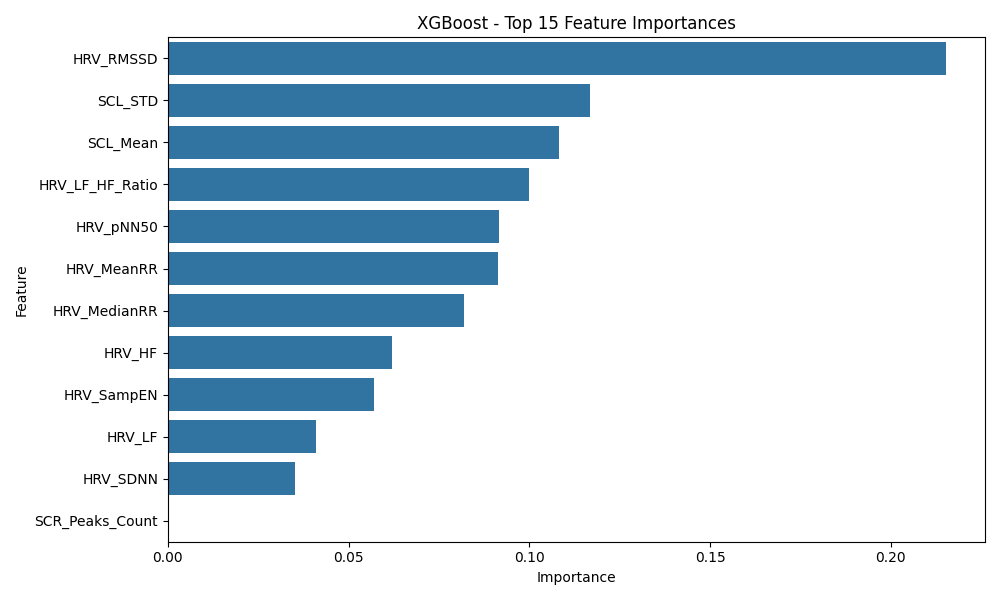 XGBoost - Top 15 Feature Importances
HRV_RMSSD
SCL_STD
SCL_Mean
HRV_LF_HF_Ratio
HRV_pNN50
HRV_MeanRR
HRV_MedianRR
HRV_HF
HRV_SampEN
HRV_LF
HRV_SDNN
SCR_Peaks_Count
Feature
0.00 0.05 0.10 0.15 0.20
Importance